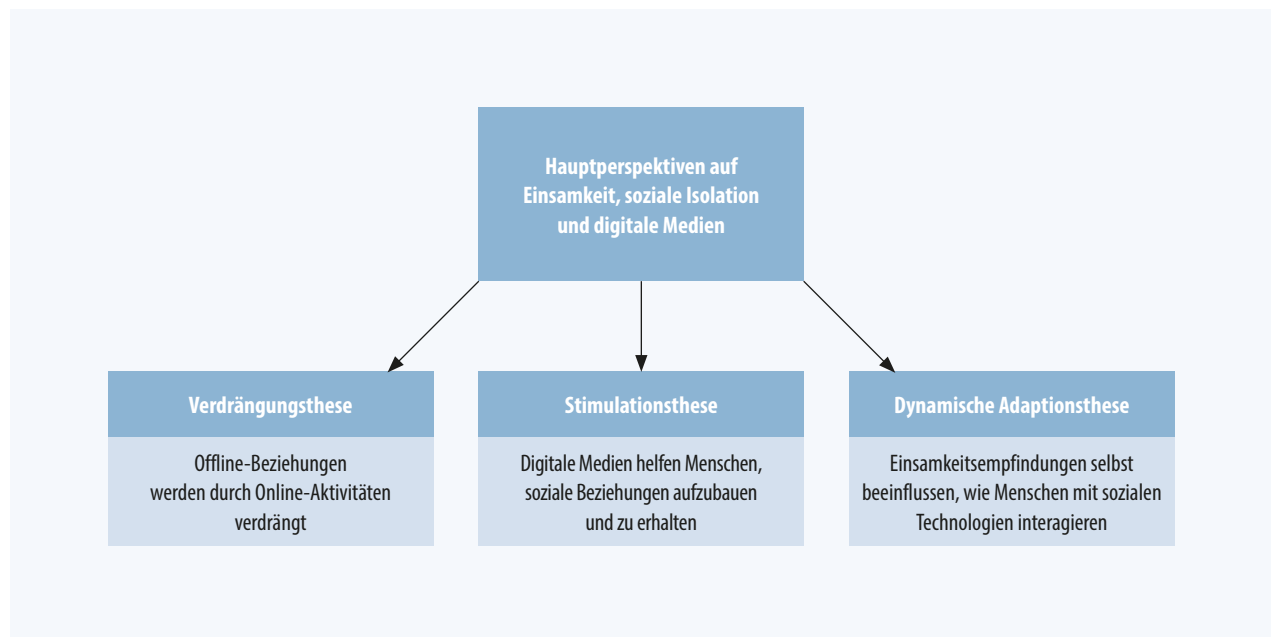 Hauptperspektiven auf
Einsamkeit, soziale Isolation
und digitale Medien
Verdrängungsthese
Offline-Beziehungen
werden durch Online-Aktivitäten
verdrängt
Stimulationsthese
Digitale Medien helfen Menschen,
soziale Beziehungen aufzubauen
und zu erhalten
Dynamische Adaptionsthese
Einsamkeitsempfindungen selbst
beeinflussen, wie Menschen mit sozialen
Technologien interagieren